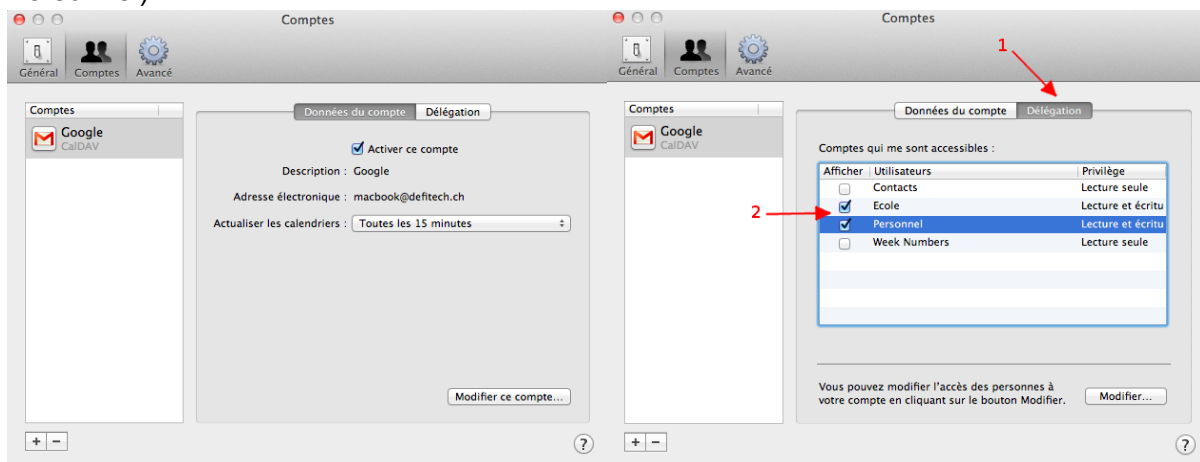 Comptes
Général Comptes Avancé
Comptes
Google
CalDAV
Données du compte Délégation
Activer ce compte
Description : Google
Adresse électronique : macbook@defitech.ch
Actualiser les calendriers : Toutes les 15 minutes
Modifier ce compte...
+ −
?
Comptes
1
Général Comptes Avancé
Comptes
Google
CalDAV
Données du compte Délégation
Comptes qui me sont accessibles :
Afficher Utilisateurs Privilège
Contacts Lecture seule
2
Ecole Lecture et écritu
Personnel Lecture et écritu
Week Numbers Lecture seule
Vous pouvez modifier l'accès des personnes à
votre compte en cliquant sur le bouton Modifier.
Modifier...
+ −
?